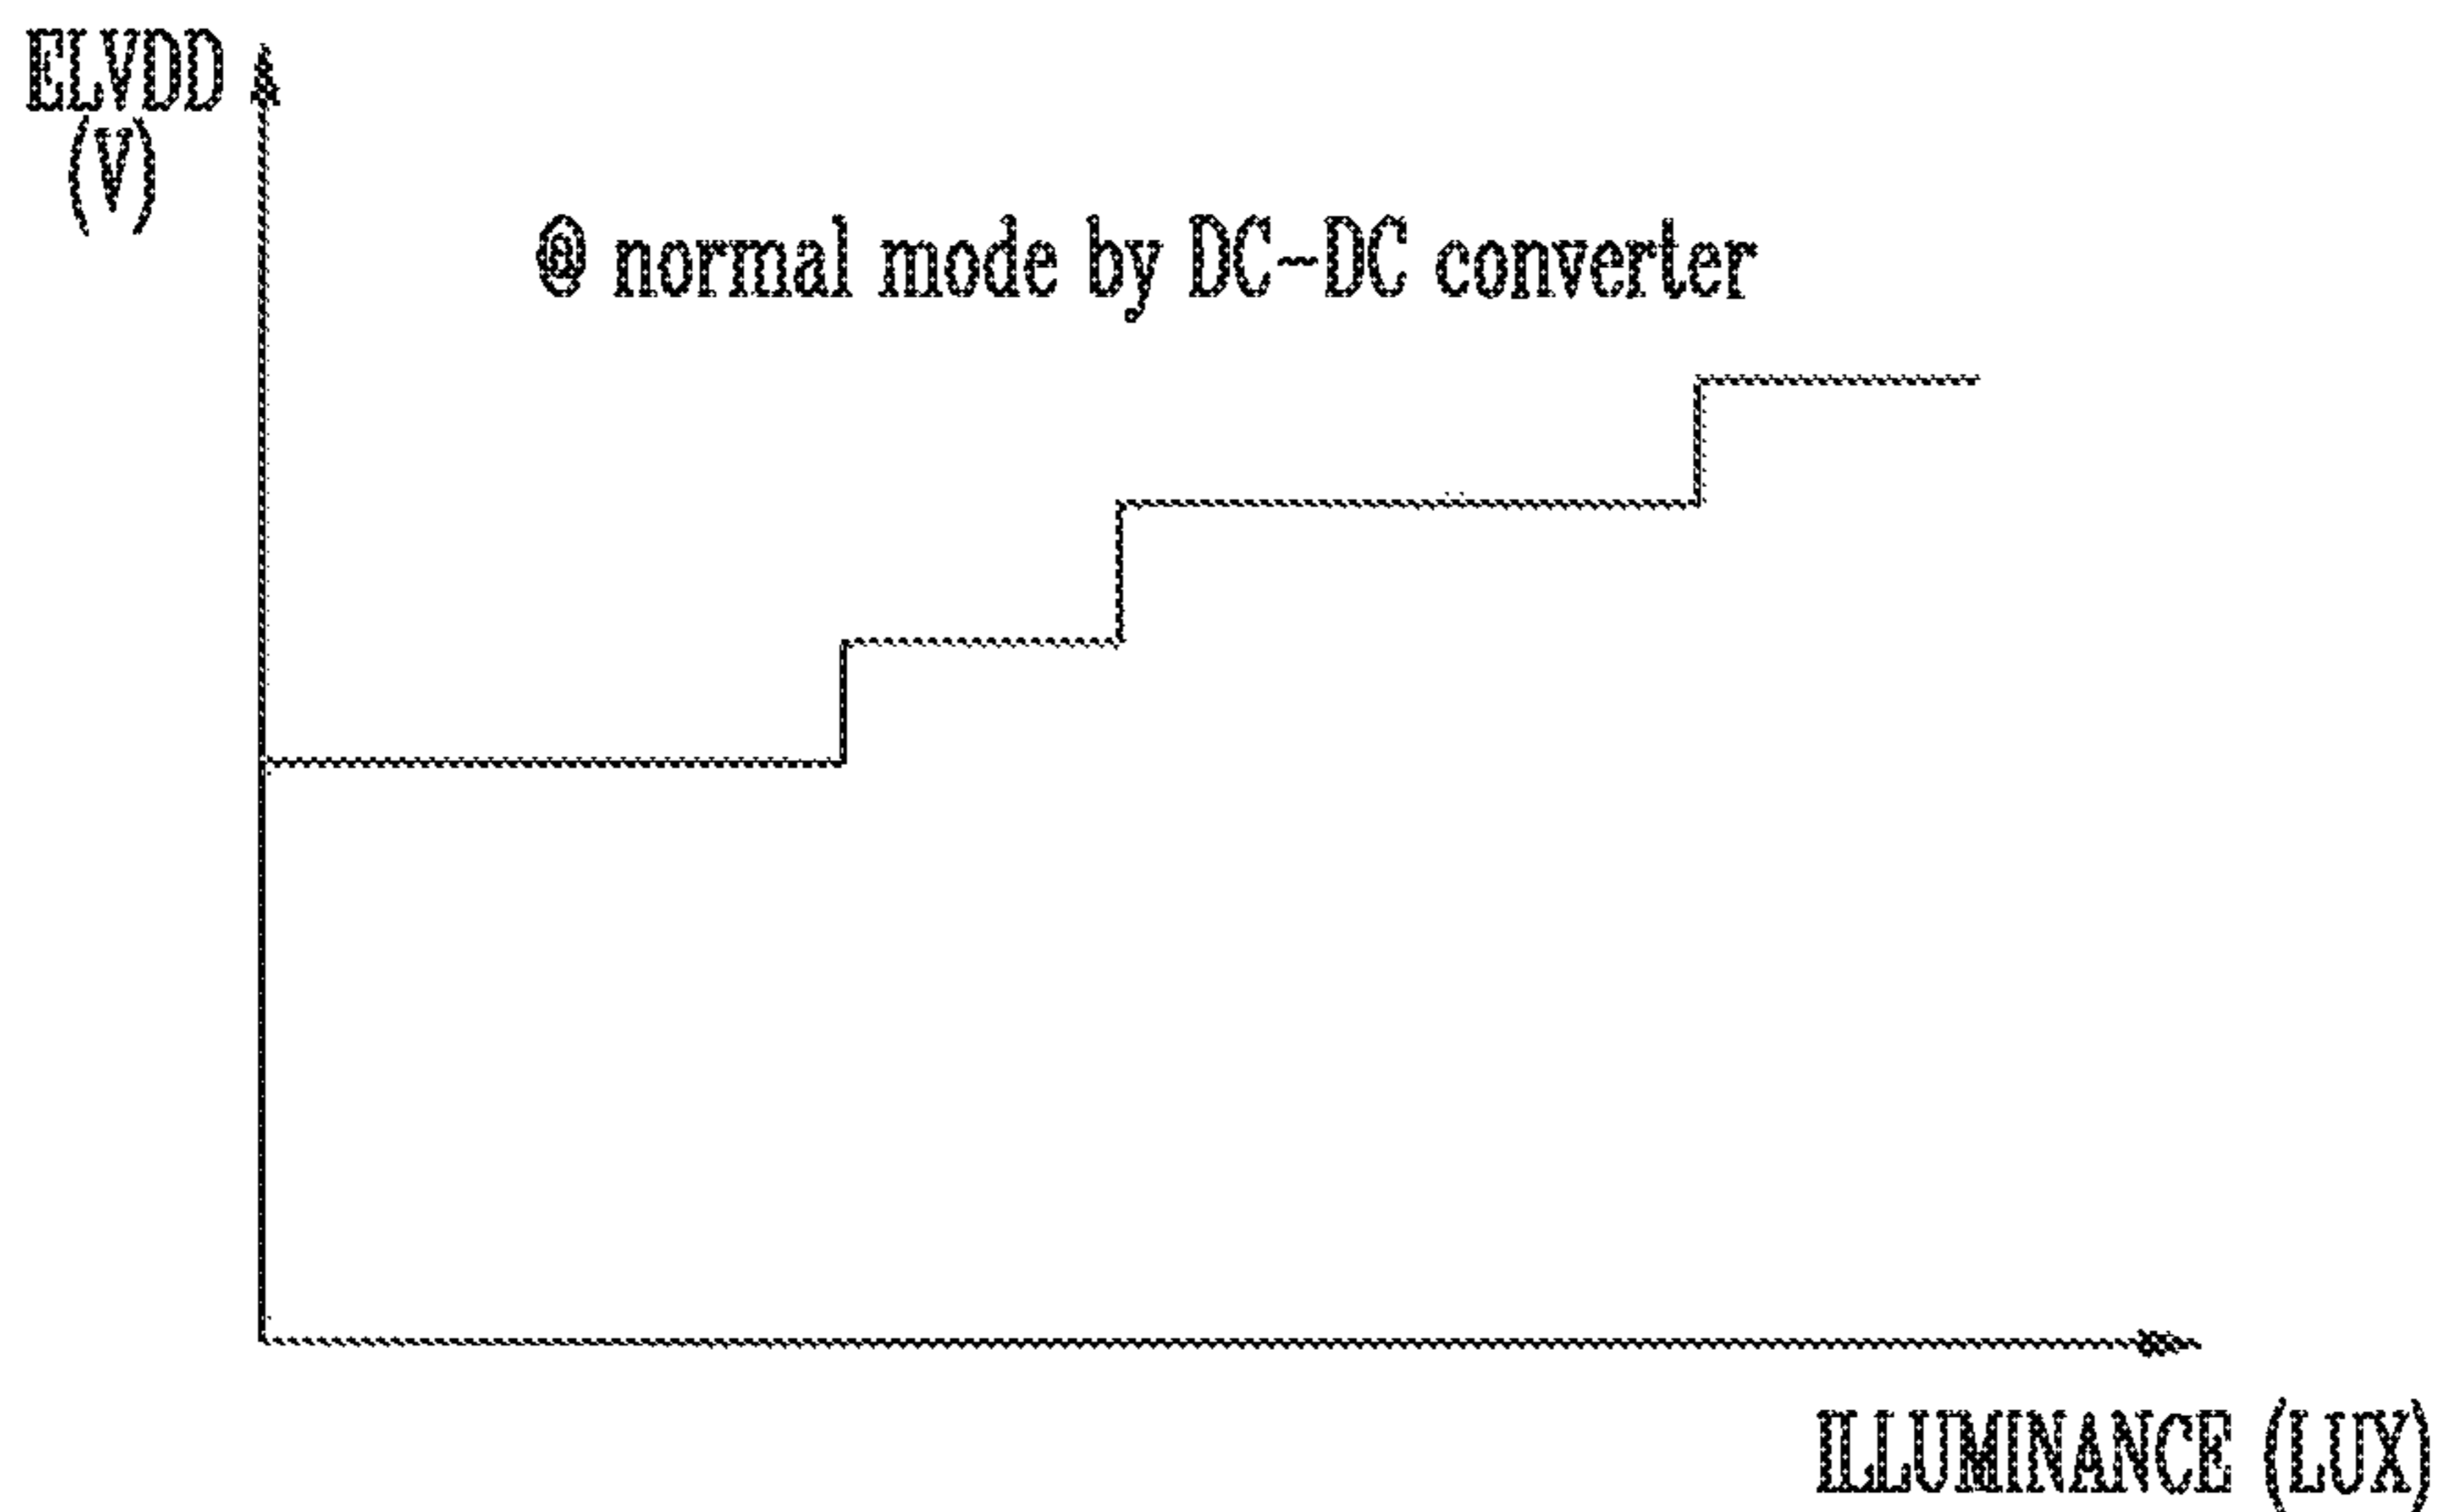 ELVDD
(V)
@ normal mode by DC-DC converter
ILLUMINANCE (LUX)